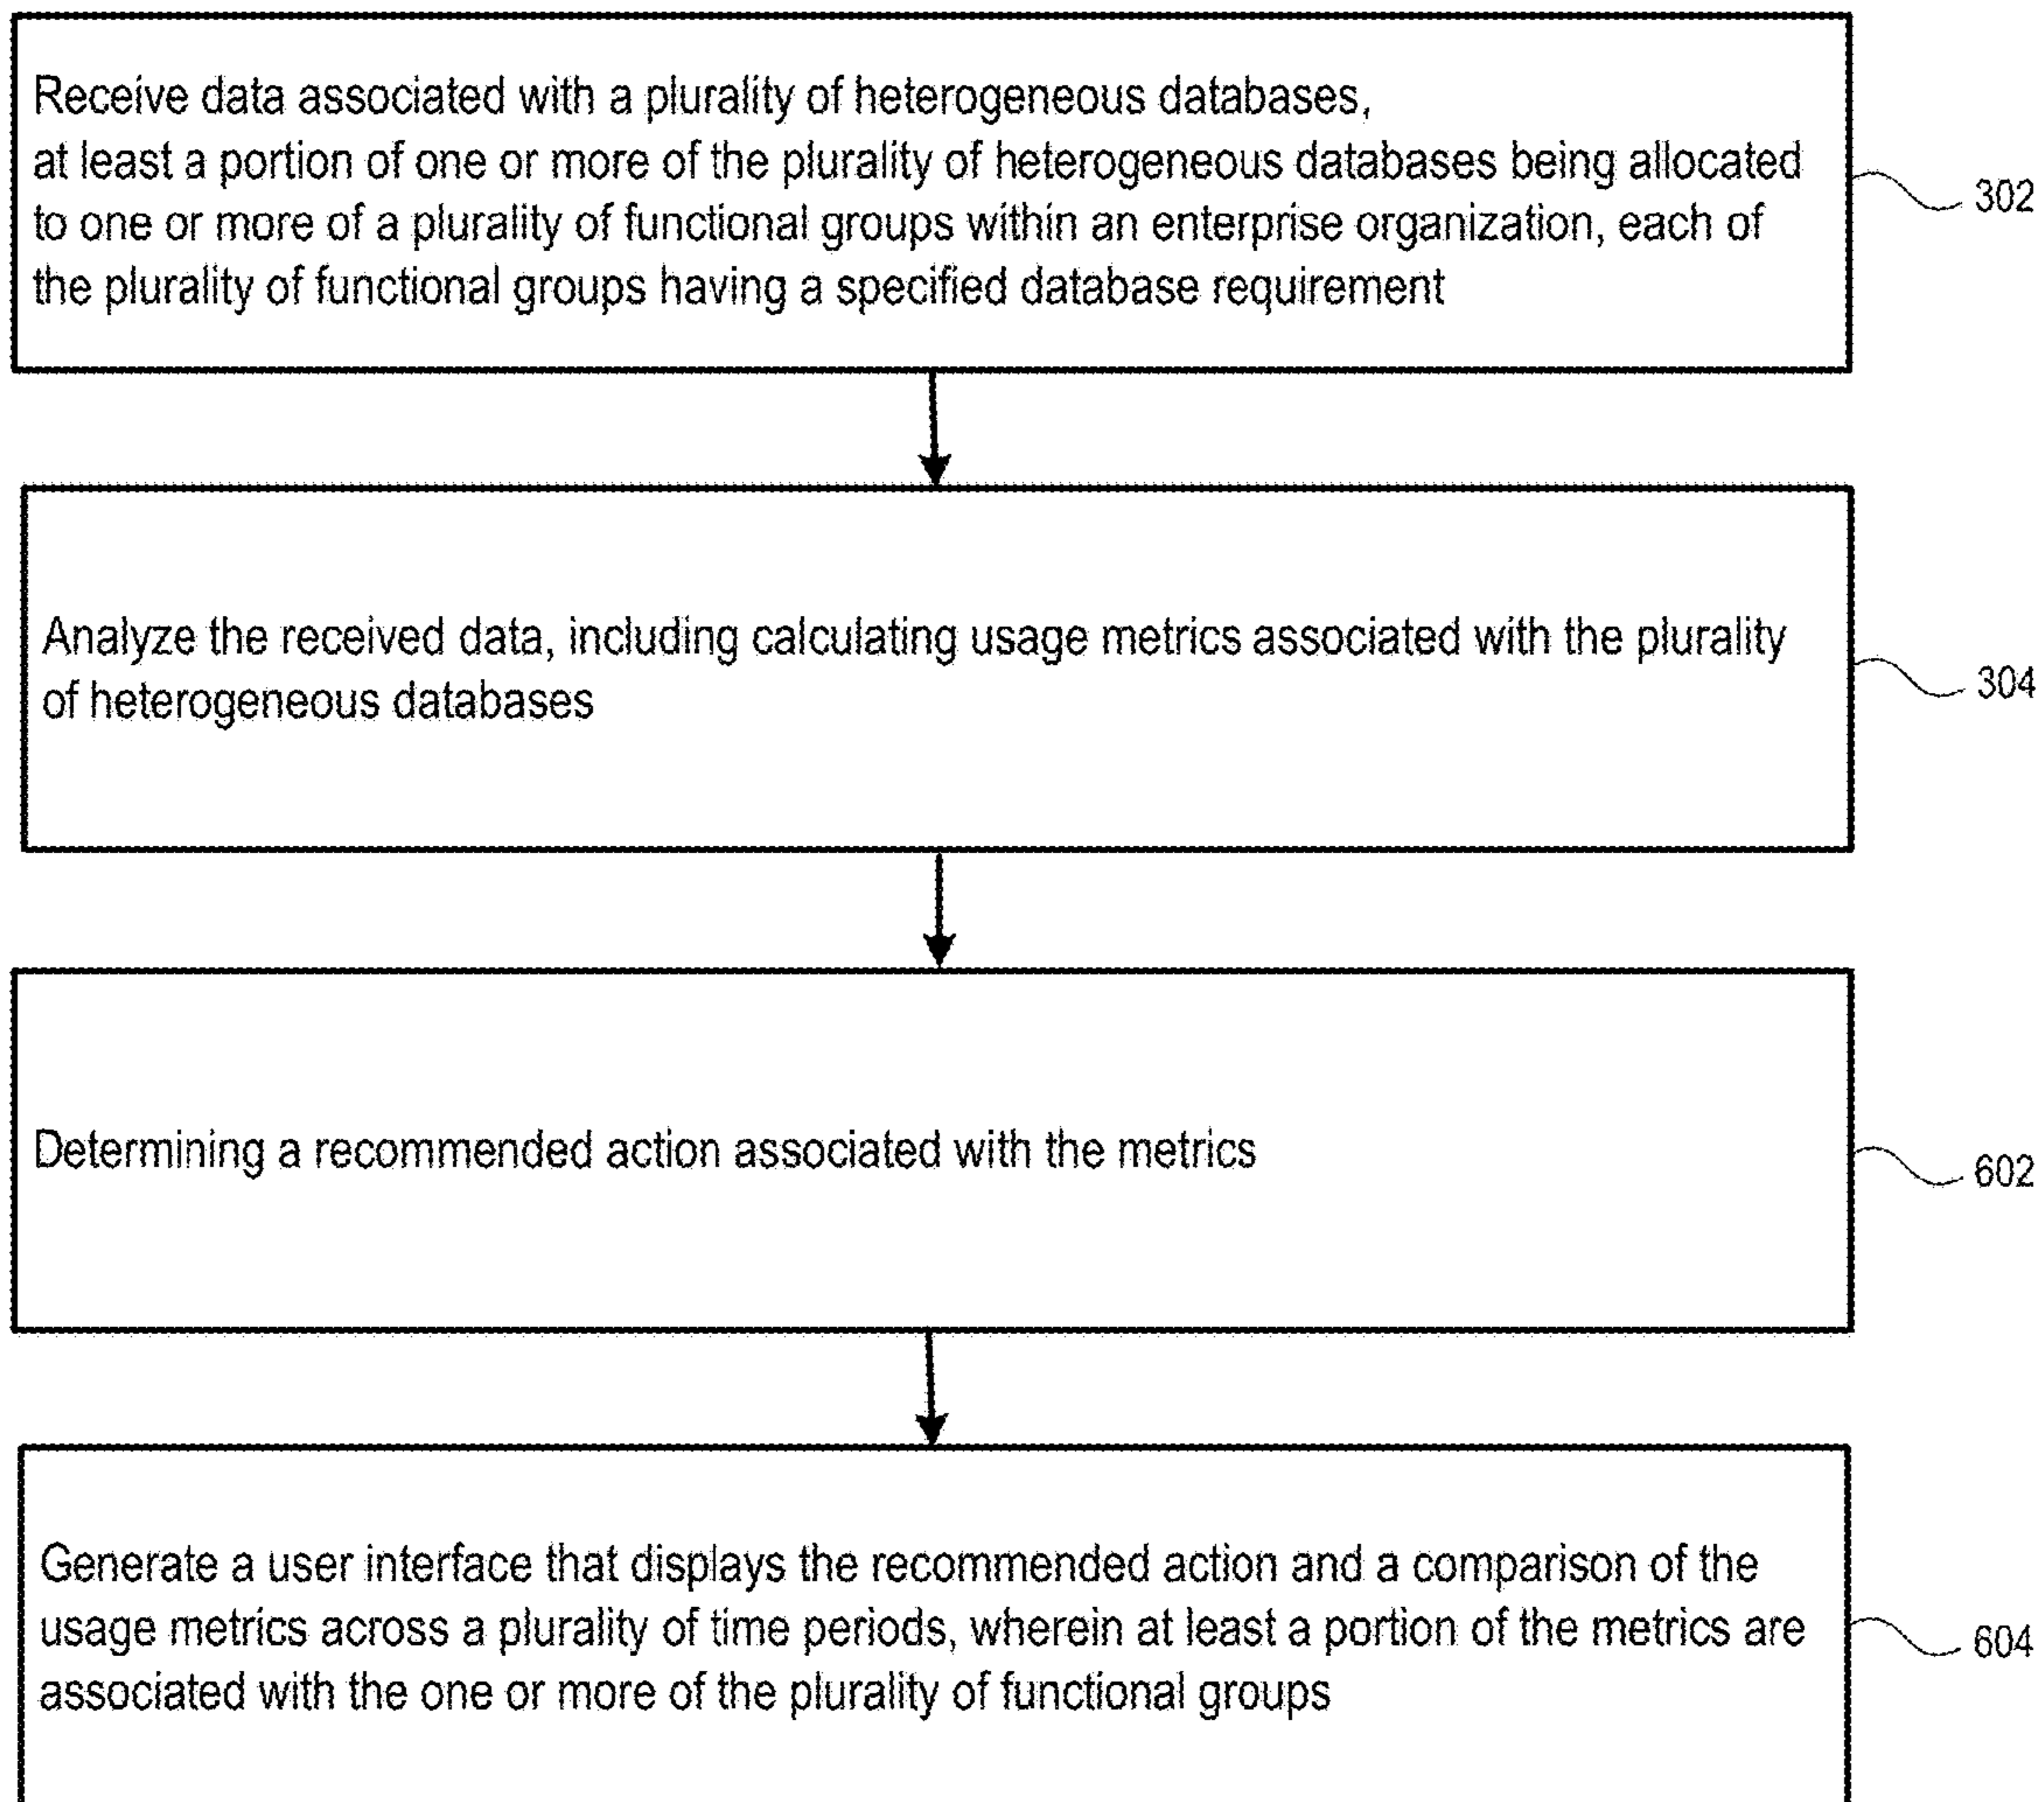 Receive data associated with a plurality of heterogeneous databases,
at least a portion of one or more of the plurality of heterogeneous databases being allocated
to one or more of a plurality of functional groups within an enterprise organization, each of
the plurality of functional groups having a specified database requirement
302
Analyze the received data, including calculating usage metrics associated with the plurality
of heterogeneous databases
304
Determining a recommended action associated with the metrics
602
Generate a user interface that displays the recommended action and a comparison of the
usage metrics across a plurality of time periods, wherein at least a portion of the metrics are
associated with the one or more of the plurality of functional groups
604